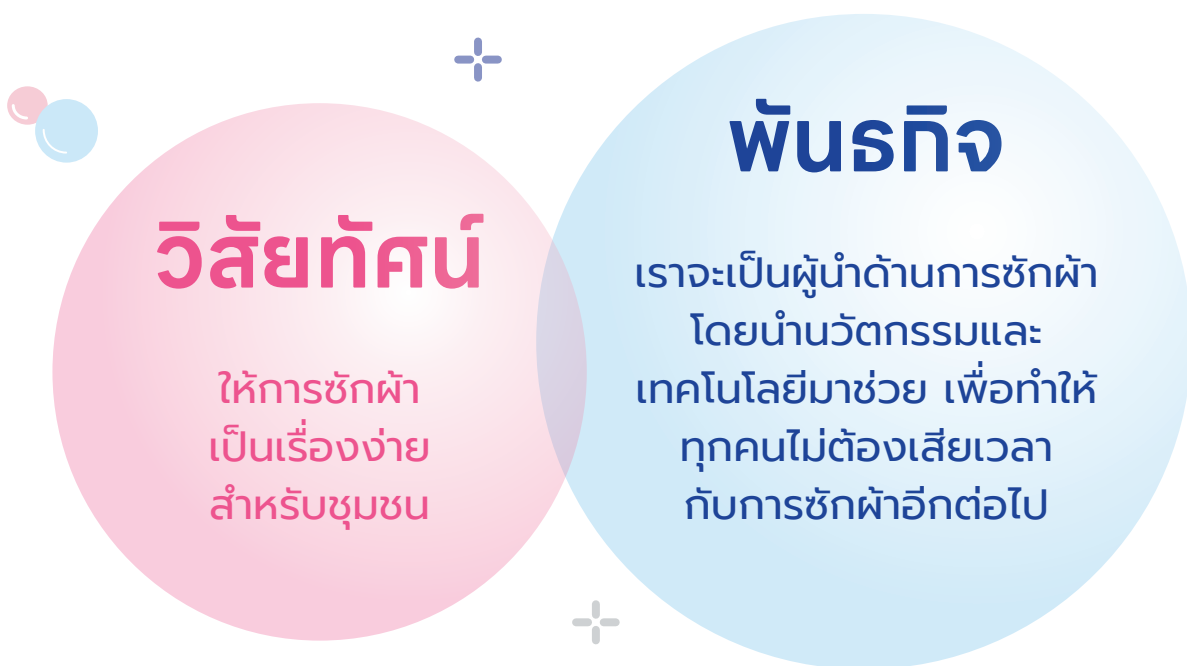 วิสัยทัศน์
ให้การซักผ้า
เป็นเรื่องง่าย
สำหรับชุมชน
พันธกิจ
เราจะเป็นผู้นำด้านการซักผ้า
โดยนำนวัตกรรมและ
เทคโนโลยีมาช่วย เพื่อทำให้
ทุกคนไม่ต้องเสียเวลา
กับการซักผ้าอีกต่อไป